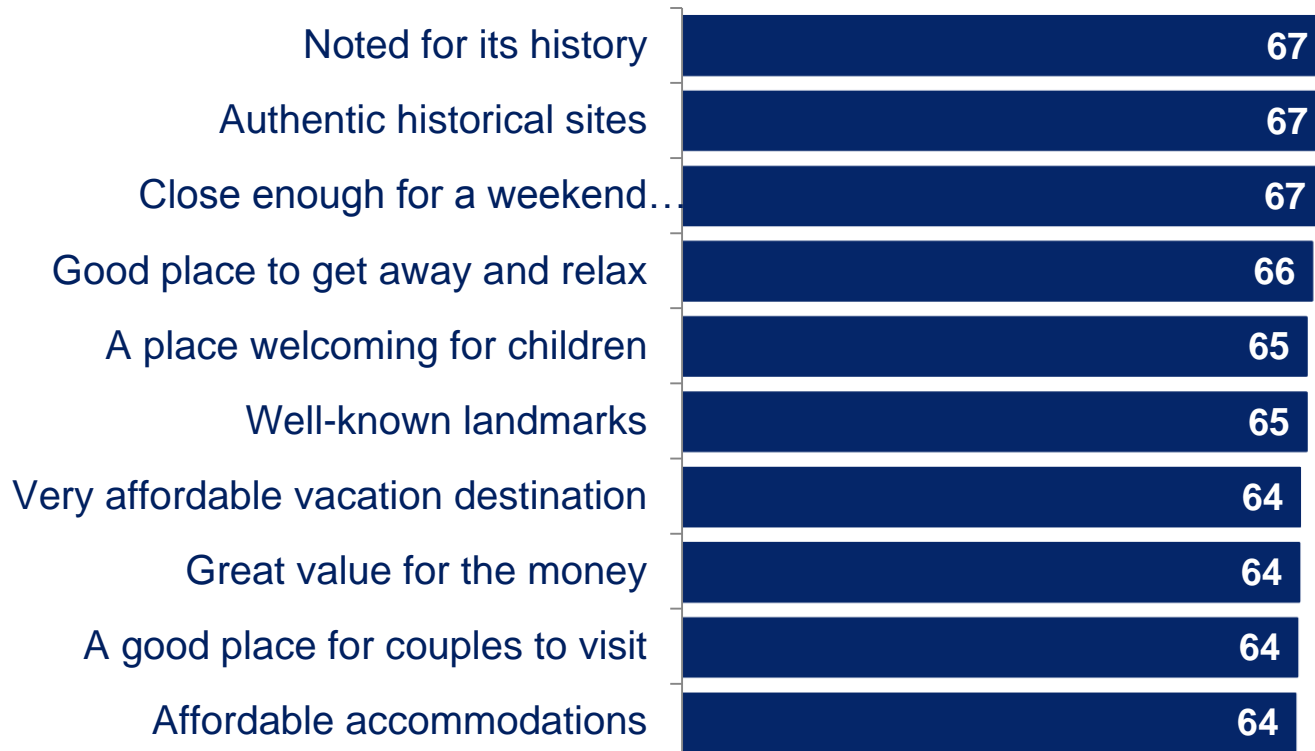 Noted for its history 67
Authentic historical sites 67
Close enough for a weekend… 67
Good place to get away and relax 66
A place welcoming for children 65
Well-known landmarks 65
Very affordable vacation destination 64
Great value for the money 64
A good place for couples to visit 64
Affordable accommodations 64